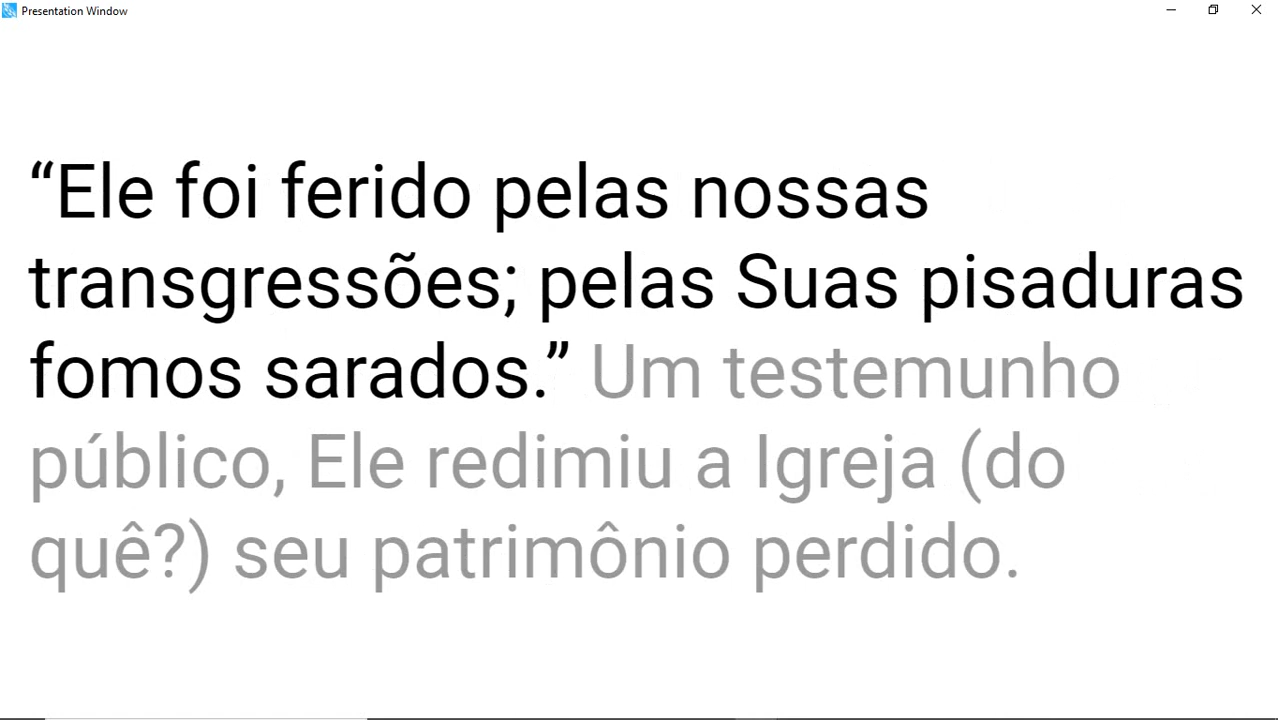 Presentation Window
“Ele foi ferido pelas nossas
transgressões; pelas Suas pisaduras
fomos sarados.” Um testemunho
público, Ele redimiu a Igreja (do
quê?) seu patrimônio perdido.